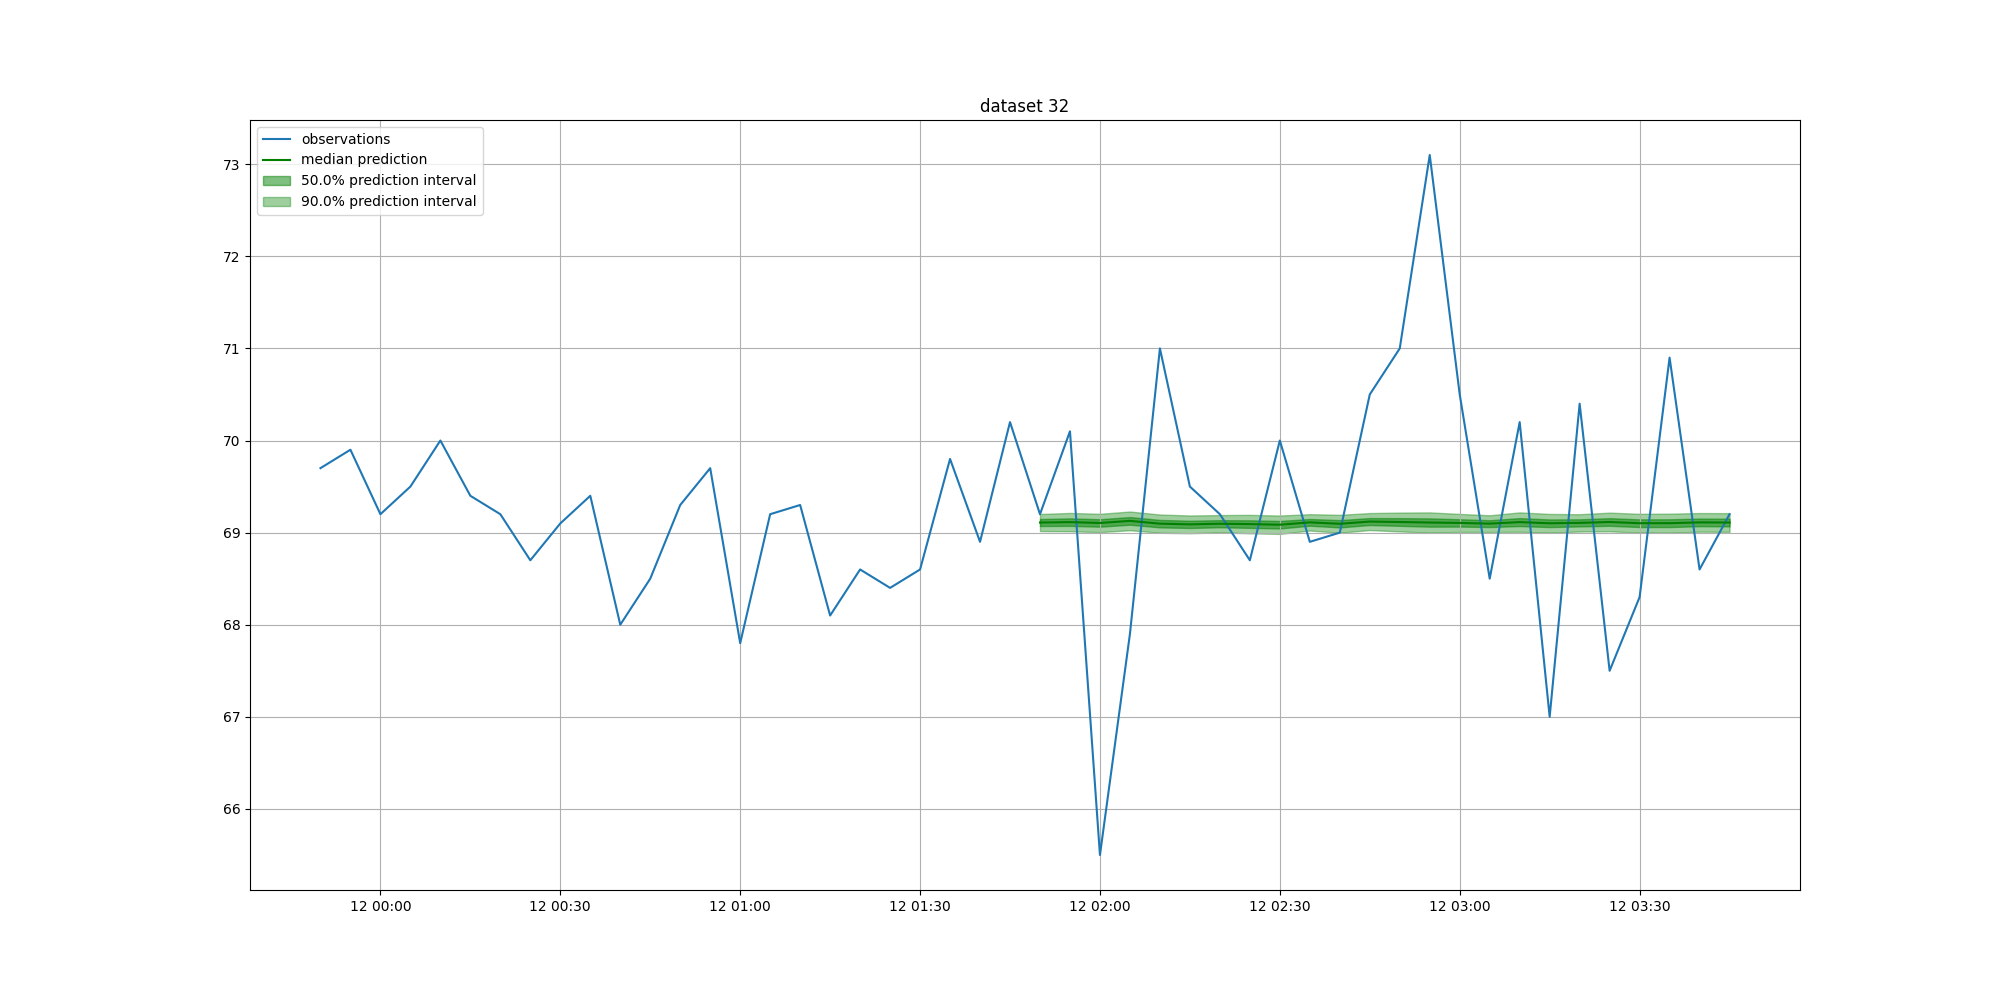 dataset 32
observations
median prediction
50.0% prediction interval
90.0% prediction interval
73
72
71
70
69
68
67
66
12 00:00 12 00:30 12 01:00 12 01:30 12 02:00 12 02:30 12 03:00 12 03:30